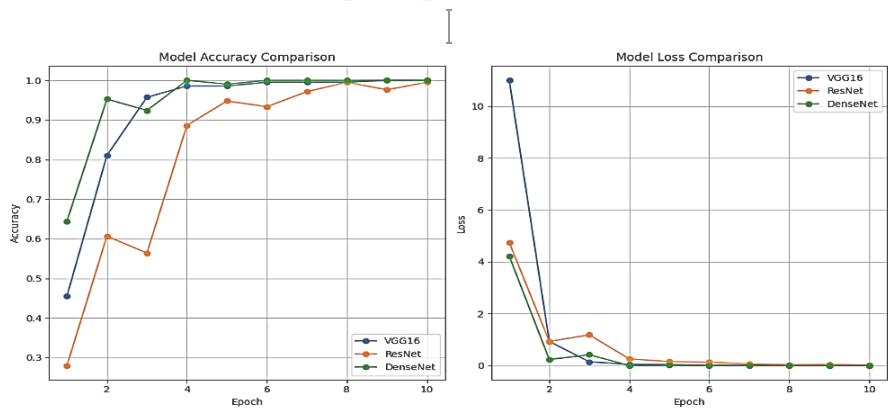 Model Accuracy Comparison
1.0
0.9
0.8
0.7
0.6
0.5
0.4
0.3
Accuracy
2
4
6
8
10
Epoch
VGG16
ResNet
DenseNet
Model Loss Comparison
10
8
6
4
2
0
Loss
2
4
6
8
10
Epoch
VGG16
ResNet
DenseNet